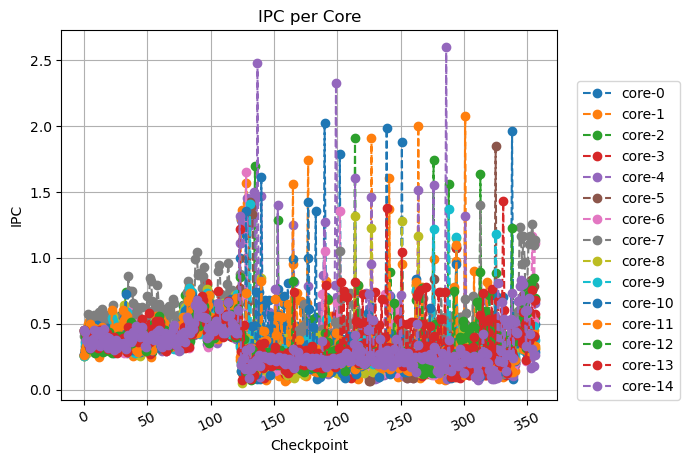 IPC per Core
IPC
2.5
2.0
1.5
1.0
0.5
0.0
0
50
100
150
200
250
300
350
Checkpoint
core-0
core-1
core-2
core-3
core-4
core-5
core-6
core-7
core-8
core-9
core-10
core-11
core-12
core-13
core-14